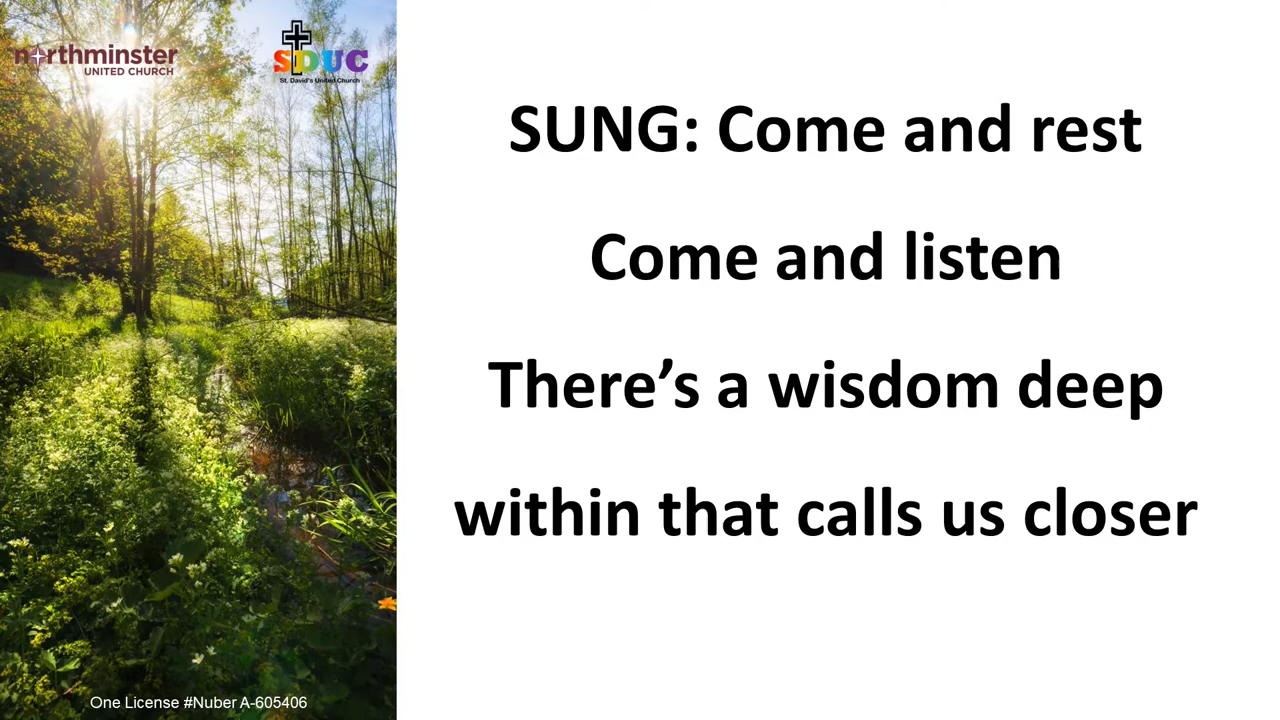 northminster
UNITED CHURCH
SDUC
St. David's United Church
SUNG: Come and rest
Come and listen
There’s a wisdom deep
within that calls us closer
One License #Nuber A-605406